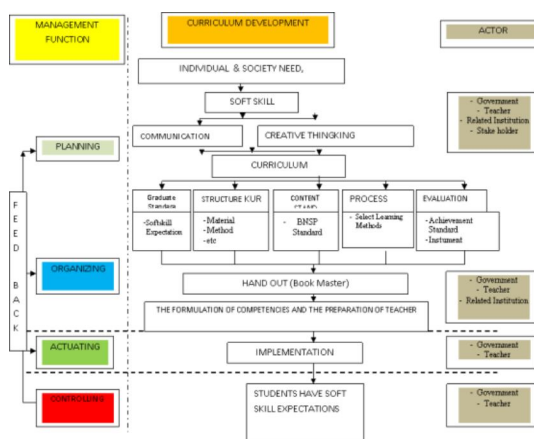 MANAGEMENT
FUNCTION
CURRICULUM DEVELOPMENT
ACTOR
INDIVIDUAL & SOCIETY NEED,
SOFT SKILL
COMMUNICATION
CREATIVE THINGKING
- Government
- Teacher
- Related Institution
- Stake holder
PLANNING
CURRICULUM
Graduate
-Softskill
Expectation
STRUCTURE KUR
-Material
-Method
-etc
CONTENT
- BNSP
Standard
PROCESS
- Select Learning
Methods
EVALUATION
-Achievement
Standard
-Instument
FEED BACK
ORGANIZING
HAND OUT (Book Master)
THE FORMULATION OF COMPETENCIES AND THE PREPARATION OF TEACHER
- Government
- Teacher
- Related Institution
ACTUATING
IMPLEMENTATION
- Government
- Teacher
CONTROLLING
STUDENTS HAVE SOFT
SKILL EXPECTATIONS
- Government
- Teacher